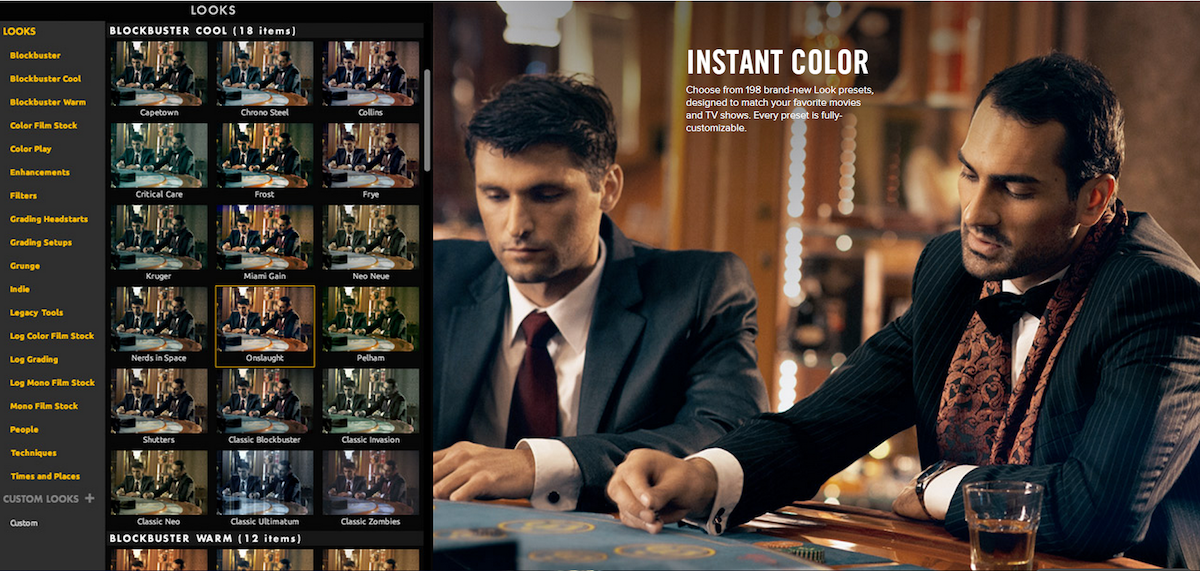 LOOKS
LOOKS
Blockbuster
Blockbuster Cool
Blockbuster Warm
Color Film Stock
Color Play
Enhancements
Filters
Grading Headstarts
Grading Setups
Grunge
Indie
Legacy Tools
Log Color Film Stock
Log Grading
Log Mono Film Stock
Mono Film Stock
People
Techniques
Times and Places
CUSTOM LOOKS +
Custom
BLOCKBUSTER COOL (18 items)
Capetown Chrono Steel Collins
Critical Care Frost Frye
Kruger Miami Gain Neo Neue
Nerds in Space Onslaught Pelham
Shutters Classic Blockbuster Classic Invasion
Classic Neo Classic Ultimatum Classic Zombies
BLOCKBUSTER WARM (12 items)
INSTANT COLOR
Choose from 198 brand-new Look presets,
designed to match your favorite movies
and TV shows. Every preset is fully-
customizable.